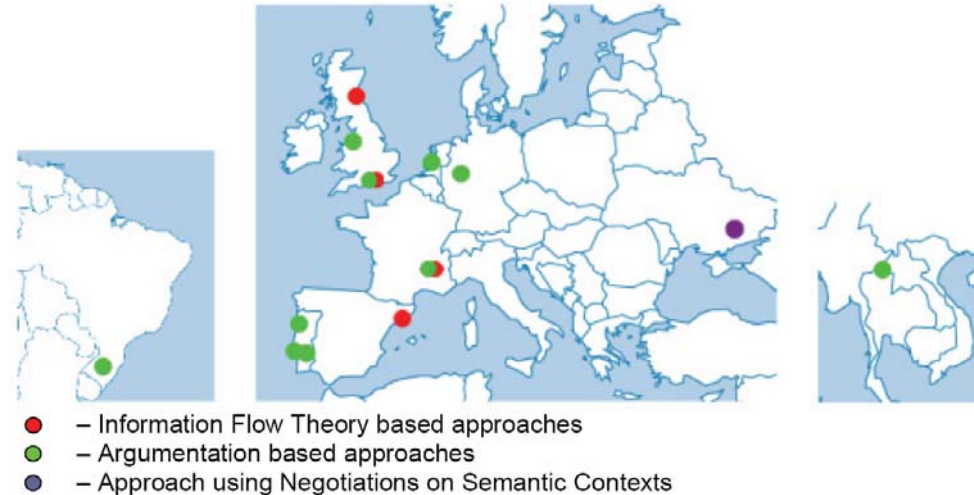 – Information Flow Theory based approaches
– Argumentation based approaches
– Approach using Negotiations on Semantic Contexts